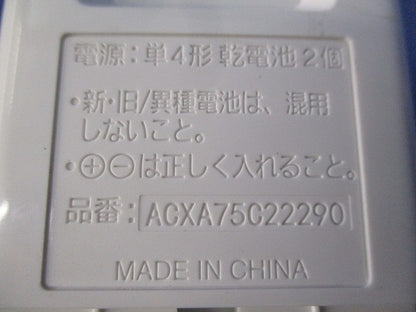 電源：単4形 乾電池2個
・新・旧/異種電池は、混用
しないこと。
・⊕⊖は正しく入れること。
品番：ACXA75C22290
MADE IN CHINA